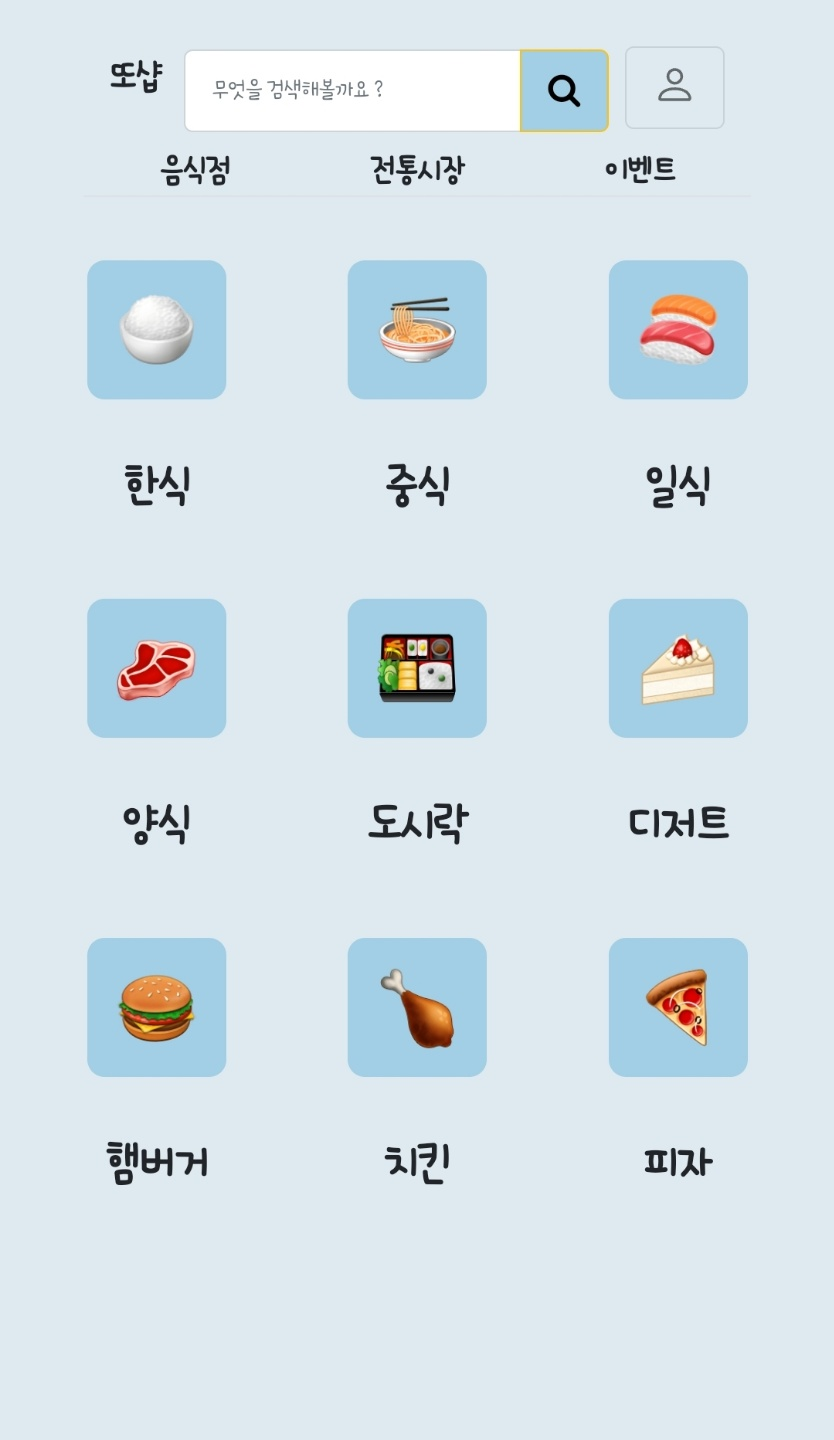 또샵 무엇을 검색해볼까요 ?
음식점 전통시장 이벤트
한식 중식 일식
양식 도시락 디저트
햄버거 치킨 피자